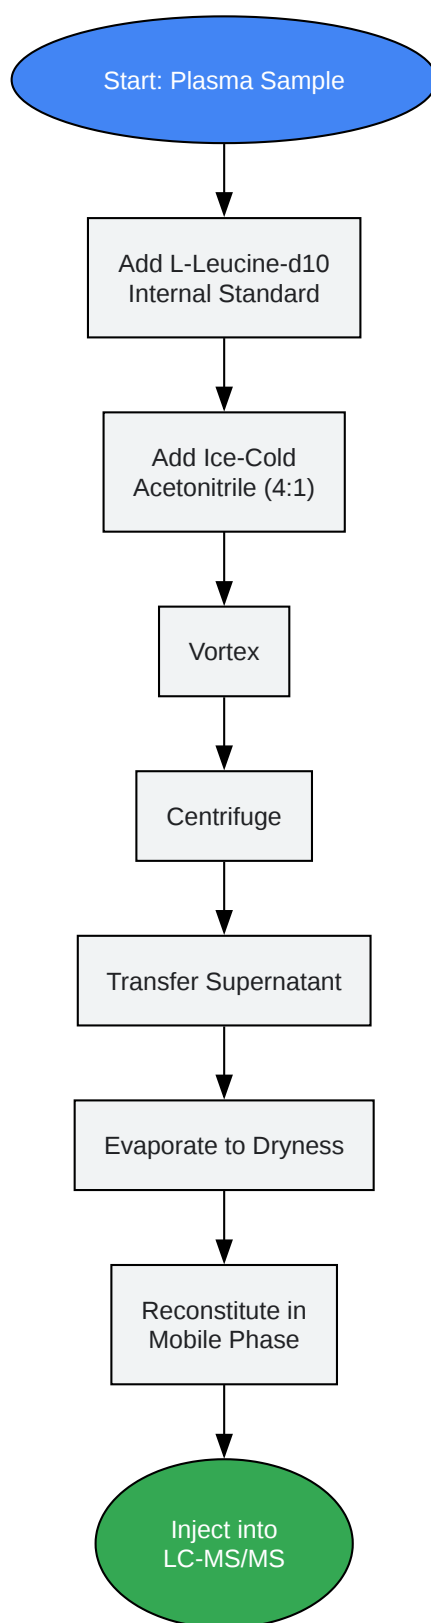 Start: Plasma Sample
Add L-Leucine-d10
Internal Standard
Add Ice-Cold
Acetonitrile (4:1)
Vortex
Centrifuge
Transfer Supernatant
Evaporate to Dryness
Reconstitute in
Mobile Phase
Inject into
LC-MS/MS